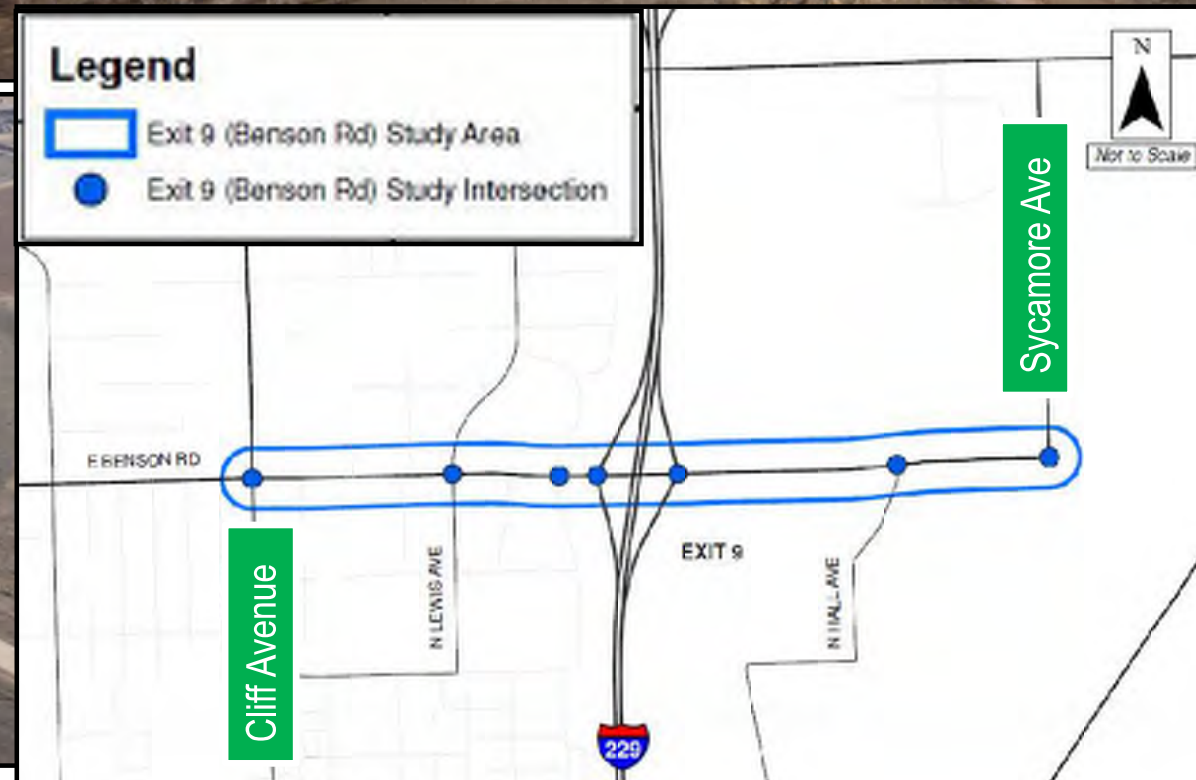 Legend
Exit 9 (Benson Rd) Study Area
Exit 9 (Benson Rd) Study Intersection
N
Not to Scale
Sycamore Ave
E BENSON RD
EXIT 9
N LEWIS AVE
N HALL AVE
Cliff Avenue
229